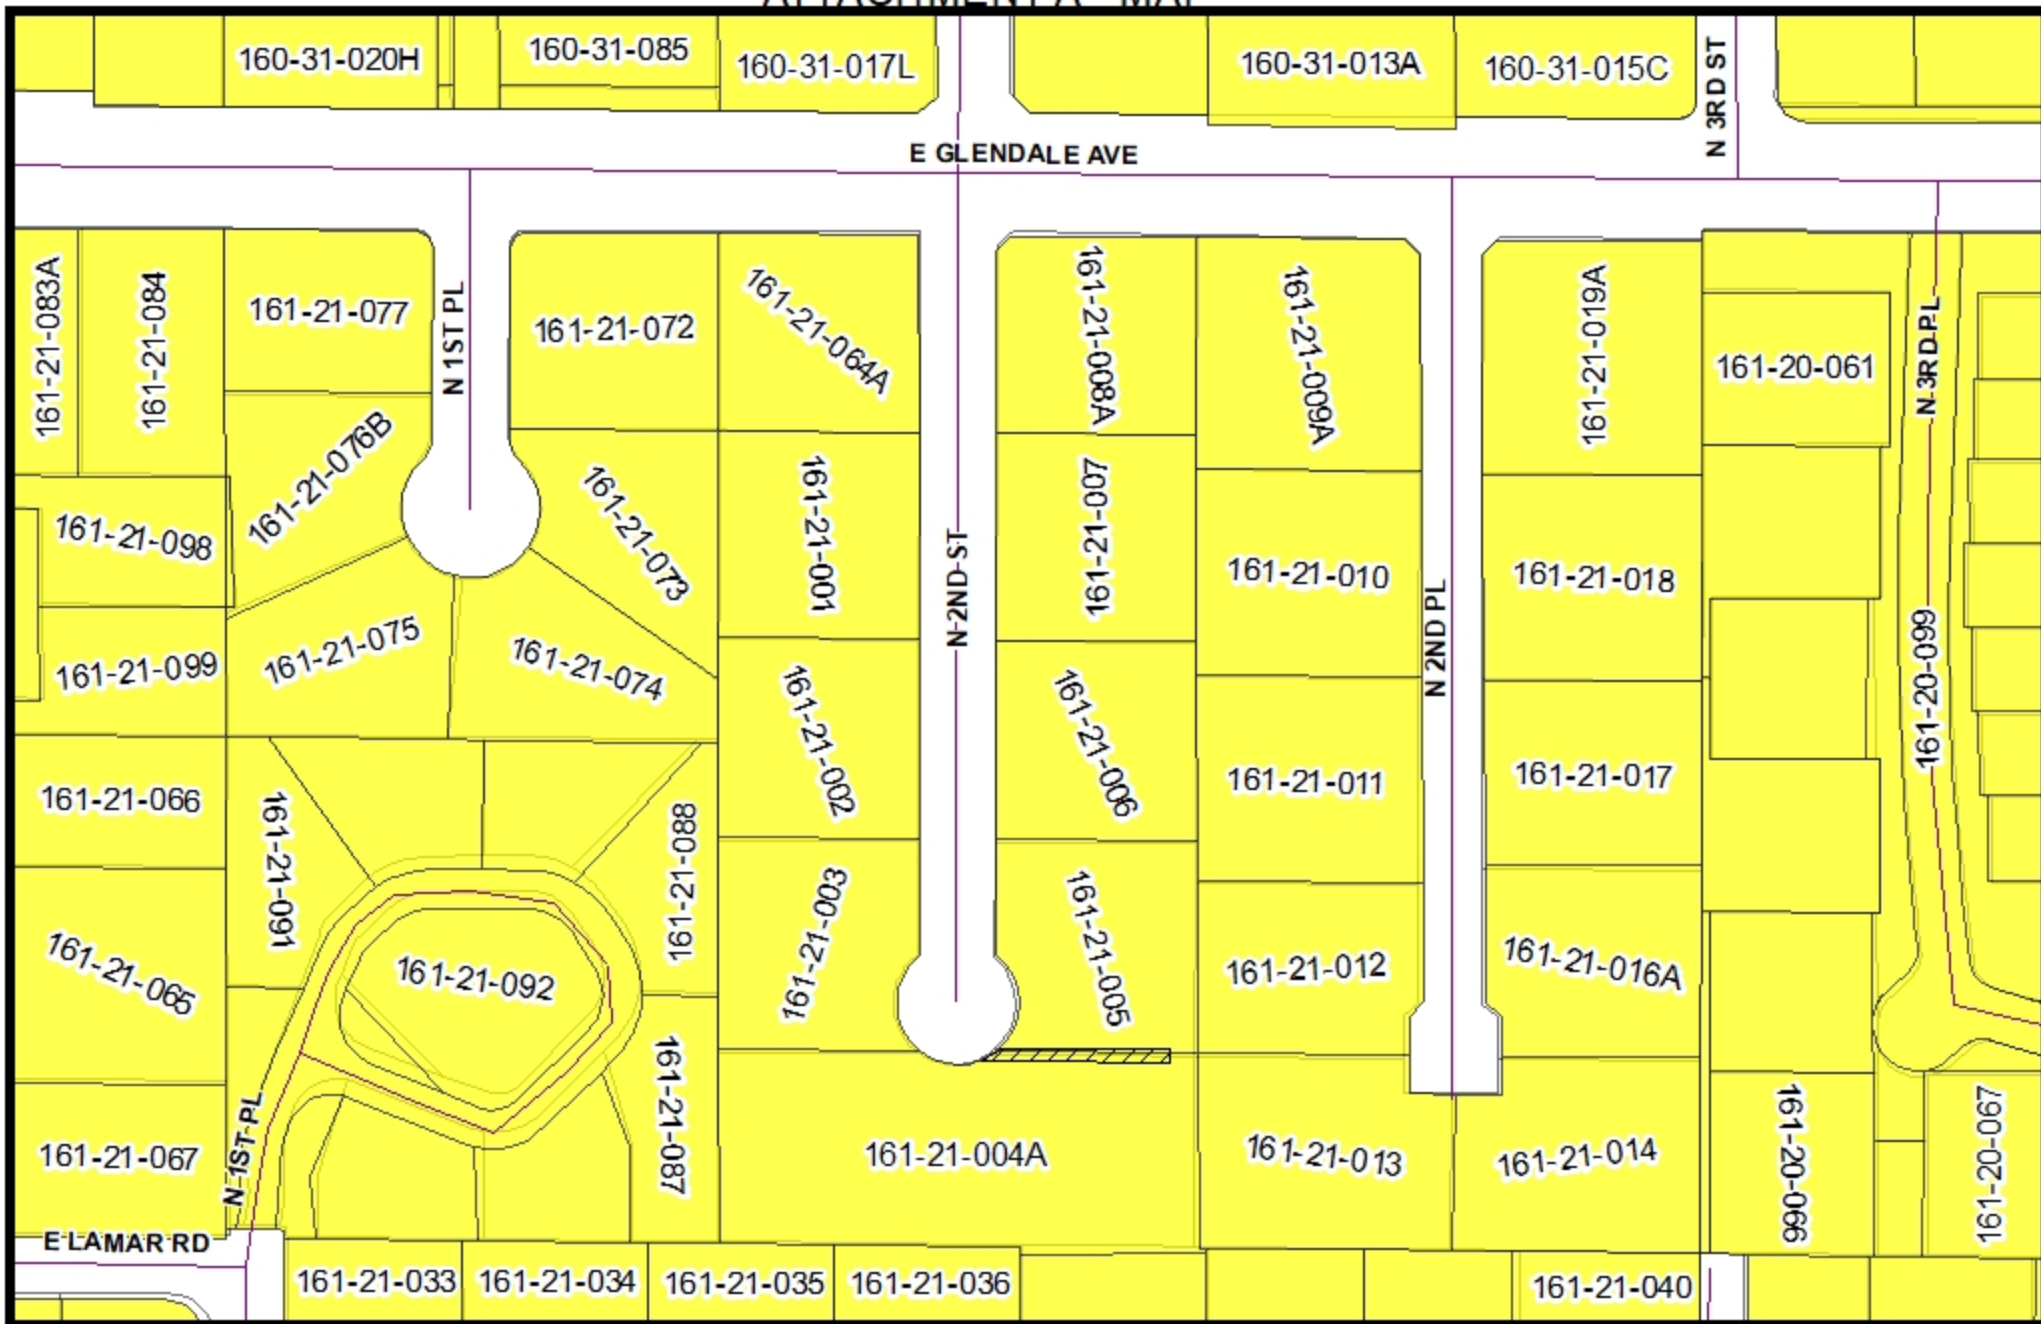 ATTACHMENT A - MAP
160-31-020H
160-31-085
160-31-017L
160-31-013A
160-31-015C
N 3RD ST
E GLENDALE AVE
161-21-083A
161-21-084
161-21-077
N 1ST PL
161-21-072
161-21-064A
161-21-008A
161-21-009A
161-21-019A
161-20-061
N 3RD PL
161-21-076B
161-21-098
161-21-073
161-21-001
N 2ND ST
161-21-007
161-21-010
161-21-018
N 2ND PL
161-21-099
161-21-075
161-21-074
161-21-002
161-21-006
161-21-011
161-21-017
161-20-099
161-21-066
161-21-091
161-21-088
161-21-065
161-21-092
161-21-003
161-21-005
161-21-012
161-21-016A
161-21-067
N 1ST PL
161-21-087
161-21-004A
161-21-013
161-21-014
161-20-066
161-20-067
E LAMAR RD
161-21-033
161-21-034
161-21-035
161-21-036
161-21-040